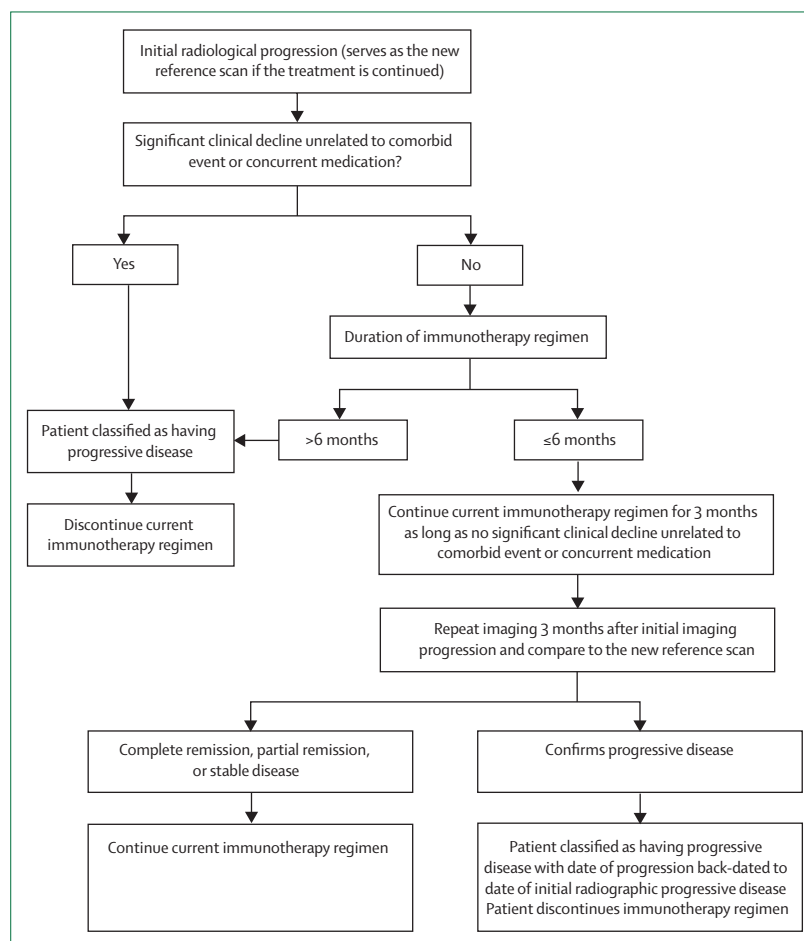 Initial radiological progression (serves as the new
reference scan if the treatment is continued)
Significant clinical decline unrelated to comorbid
event or concurrent medication?
Yes
No
Duration of immunotherapy regimen
Patient classified as having
progressive disease
>6 months
≤6 months
Discontinue current
immunotherapy regimen
Continue current immunotherapy regimen for 3 months
as long as no significant clinical decline unrelated to
comorbid event or concurrent medication
Repeat imaging 3 months after initial imaging
progression and compare to the new reference scan
Complete remission, partial remission,
or stable disease
Confirms progressive disease
Continue current immunotherapy regimen
Patient classified as having progressive
disease with date of progression back-dated to
date of initial radiographic progressive disease
Patient discontinues immunotherapy regimen